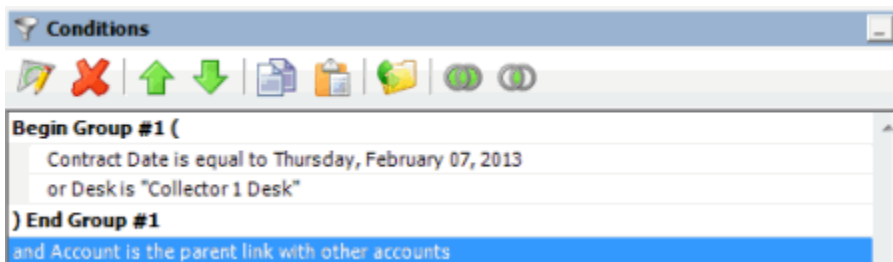 Conditions
Begin Group #1 (
Contract Date is equal to Thursday, February 07, 2013
or Desk is "Collector 1 Desk"
) End Group #1
and Account is the parent link with other accounts